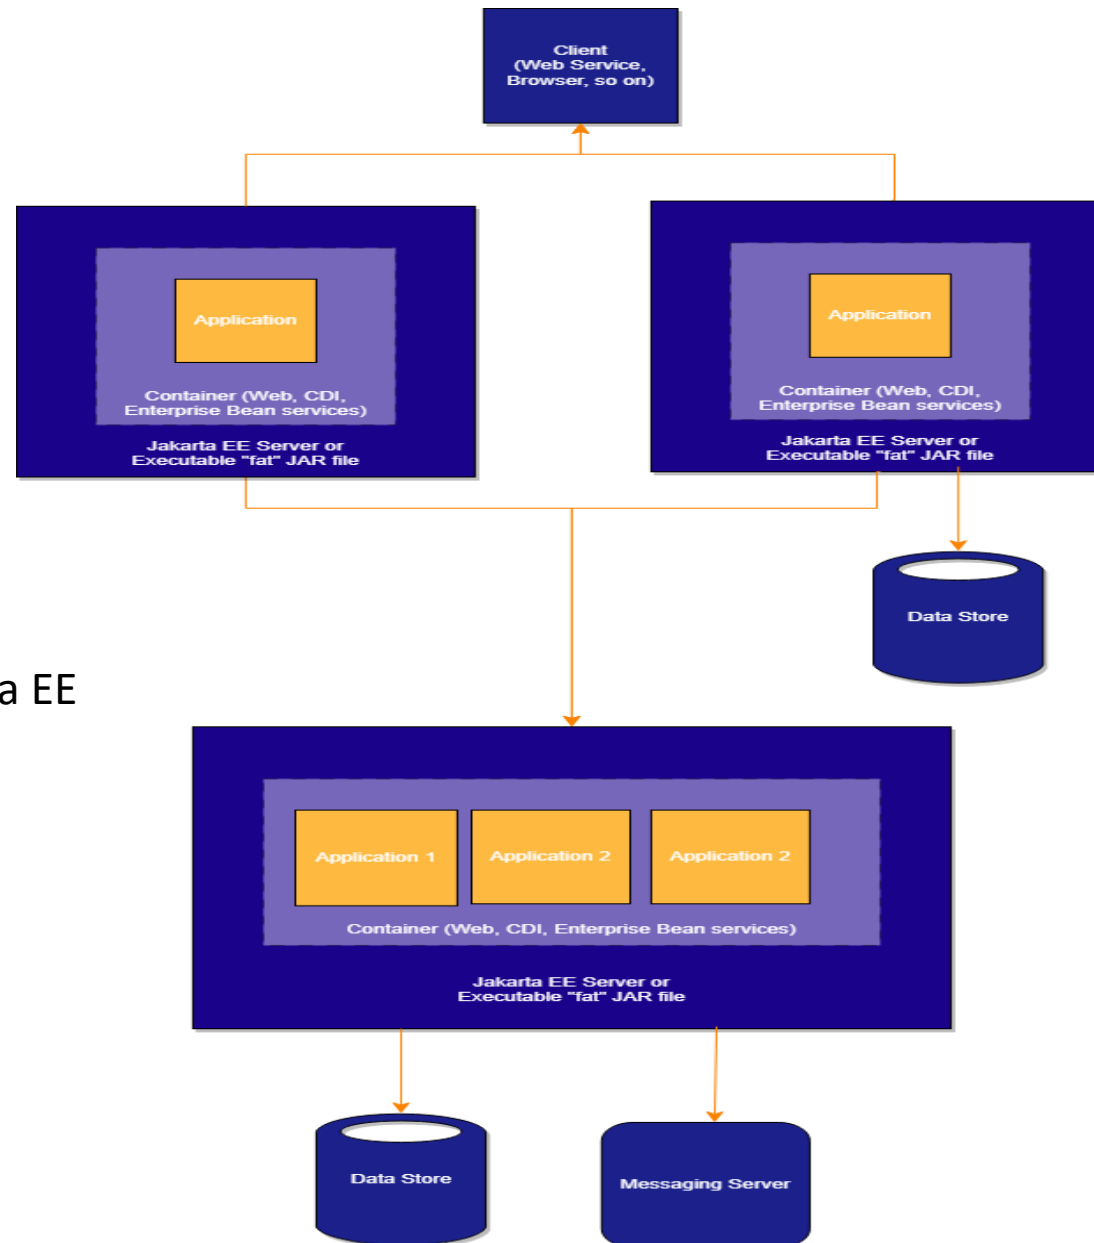 Client
(Web Service,
Browser, so on)
Application
Container (Web, CDI,
Enterprise Bean services)
Jakarta EE Server or
Executable "fat" JAR file
Application
Container (Web, CDI,
Enterprise Bean services)
Jakarta EE Server or
Executable "fat" JAR file
Data Store
a EE
Application 1
Application 2
Application 2
Container (Web, CDI, Enterprise Bean services)
Jakarta EE Server or
Executable "fat" JAR file
Data Store
Messaging Server